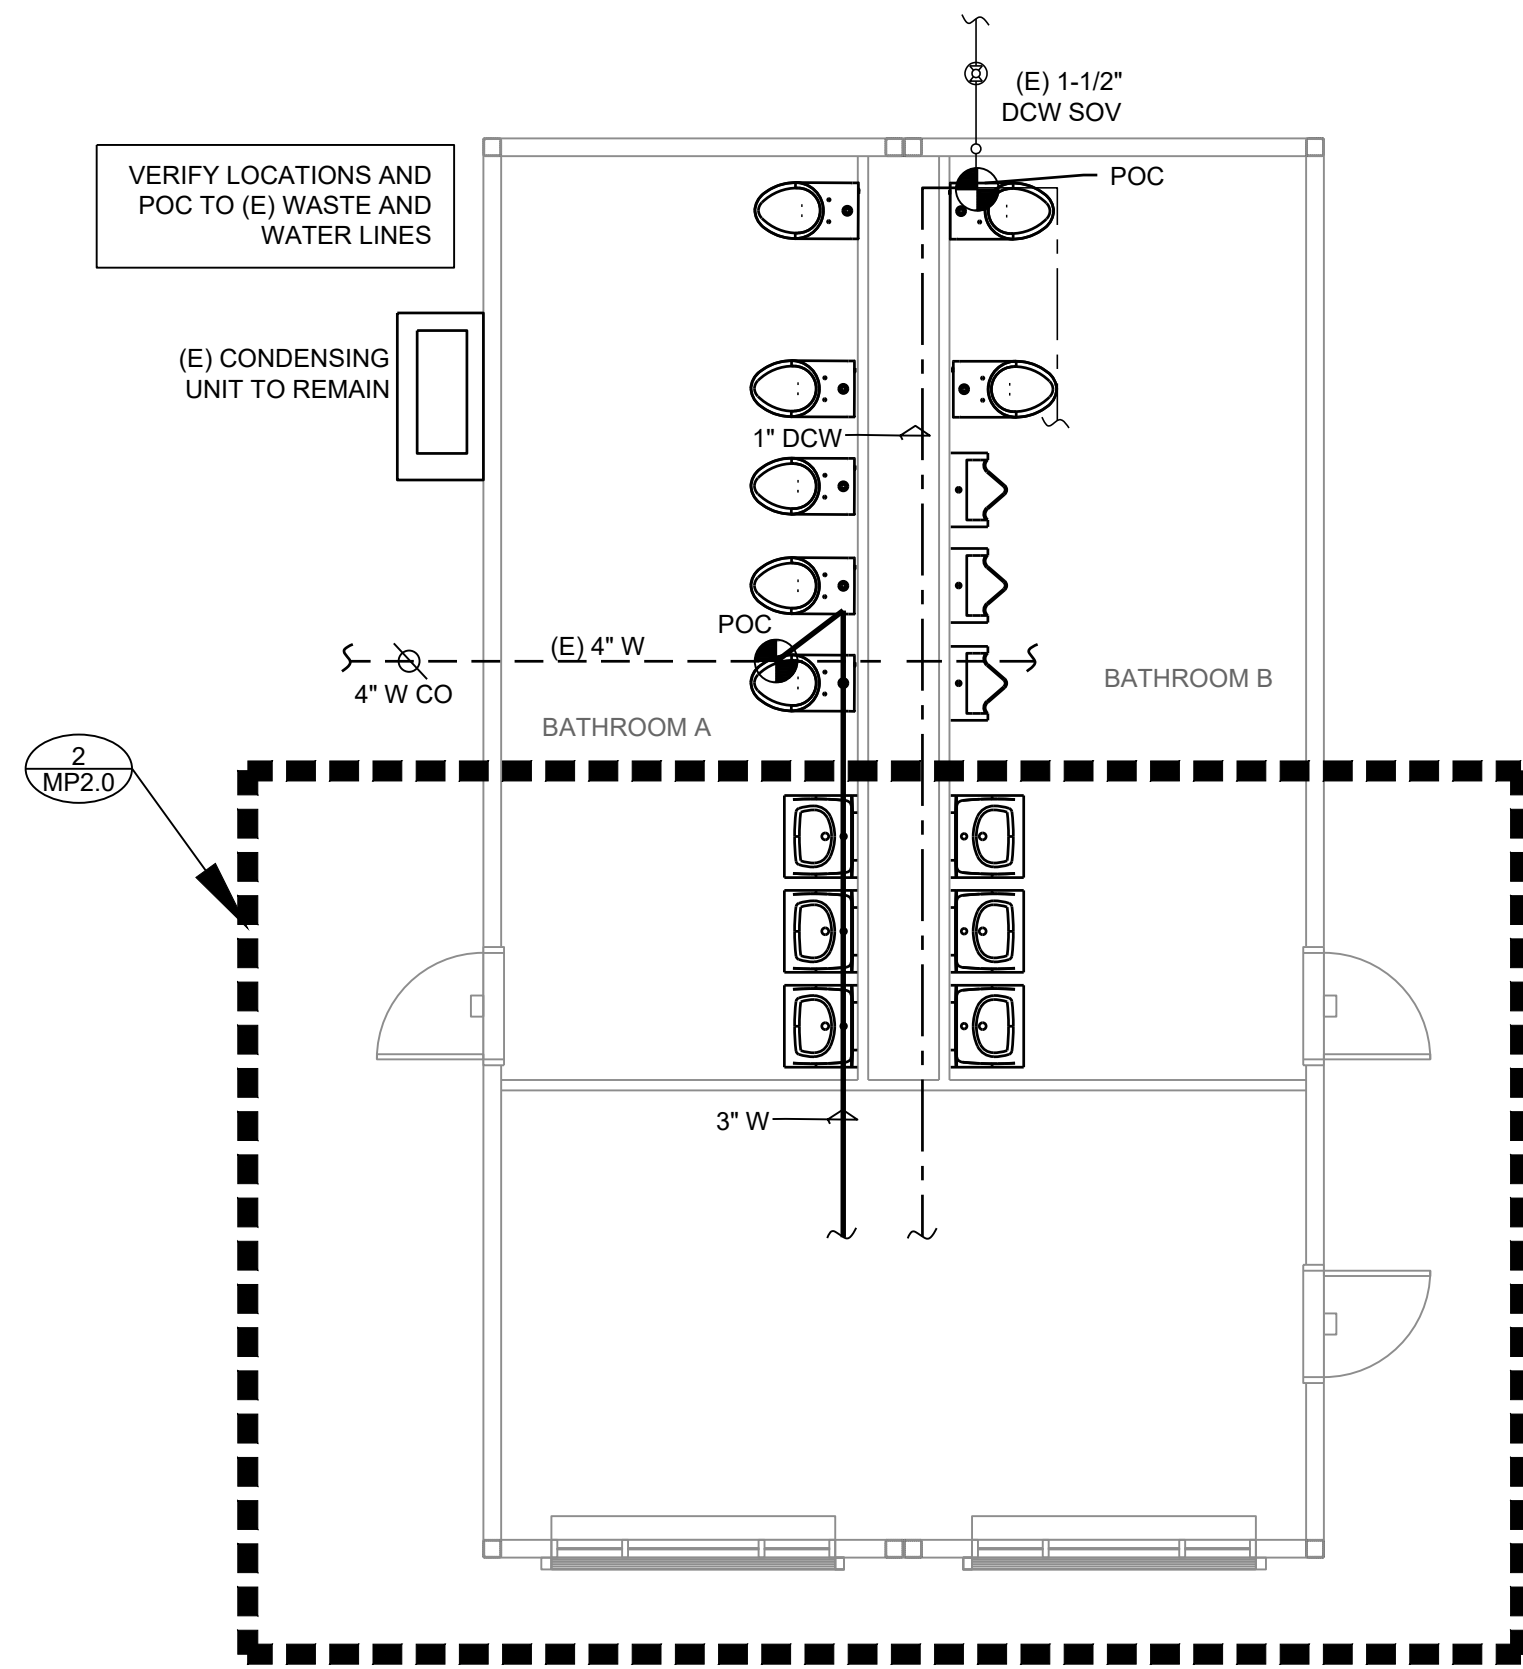 (E) 1-1/2"
DCW SOV
VERIFY LOCATIONS AND
POC TO (E) WASTE AND
WATER LINES
POC
(E) CONDENSING
UNIT TO REMAIN
1" DCW
POC
(E) 4" W
4" W CO
BATHROOM B
BATHROOM A
2
MP2.0
3" W